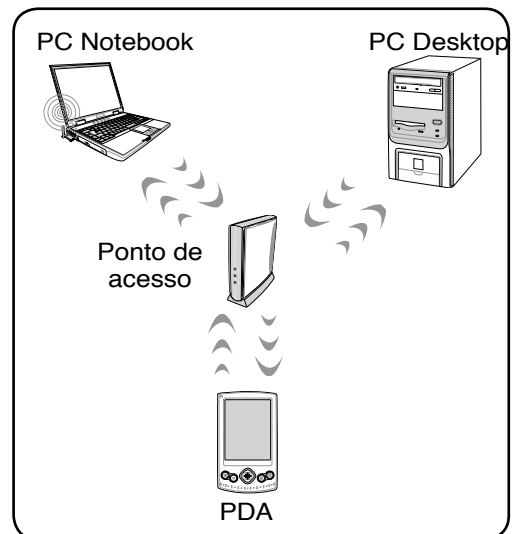 PC Notebook
PC Desktop
Ponto de
acesso
PDA